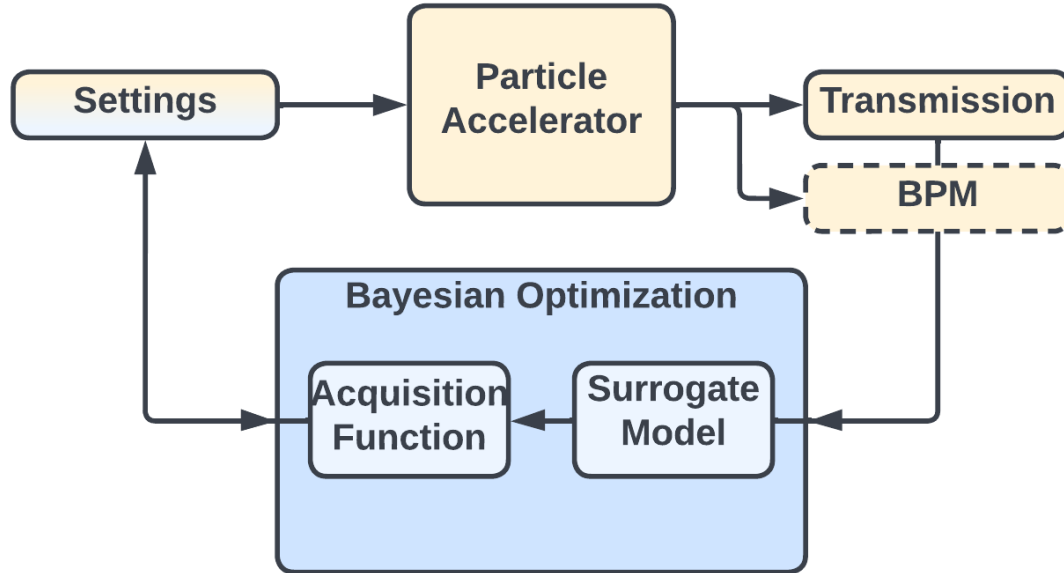 Settings
Particle
Accelerator
Transmission
BPM
Bayesian Optimization
Acquisition
Function
Surrogate
Model